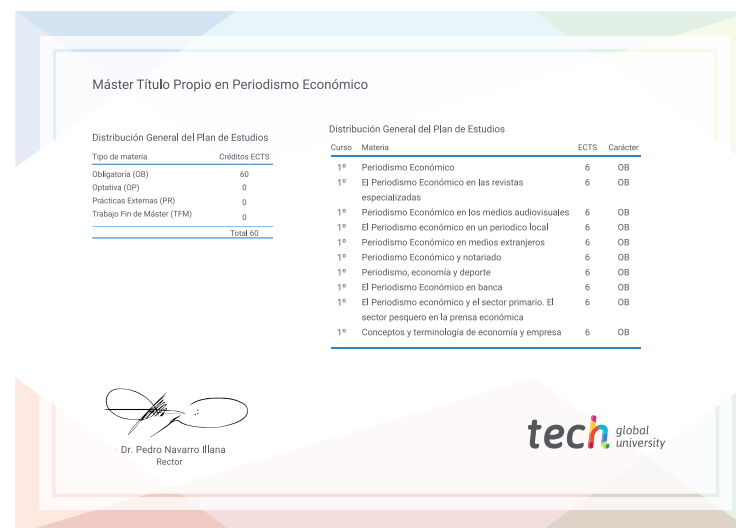 Máster Título Propio en Periodismo Económico
Distribución General del Plan de Estudios
Tipo de materia Créditos ECTS
Obligatoria (OB) 60
Optativa (OP) 0
Prácticas Externas (PR) 0
Trabajo Fin de Máster (TFM) 0
Total 60
Distribución General del Plan de Estudios
Curso Materia ECTS Carácter
1º Periodismo Económico 6 OB
1º El Periodismo Económico en las revistas 6 OB
especializadas
1º Periodismo Económico en los medios audiovisuales 6 OB
1º El Periodismo económico en un periodico local 6 OB
1º Periodismo Económico en medios extranjeros 6 OB
1º Periodismo Económico y notariado 6 OB
1º Periodismo, economía y deporte 6 OB
1º El Periodismo Económico en banca 6 OB
1º El Periodismo económico y el sector primario. El 6 OB
sector pesquero en la prensa económica
1º Conceptos y terminología de economía y empresa 6 OB
Dr. Pedro Navarro Illana
Rector
tech global
university